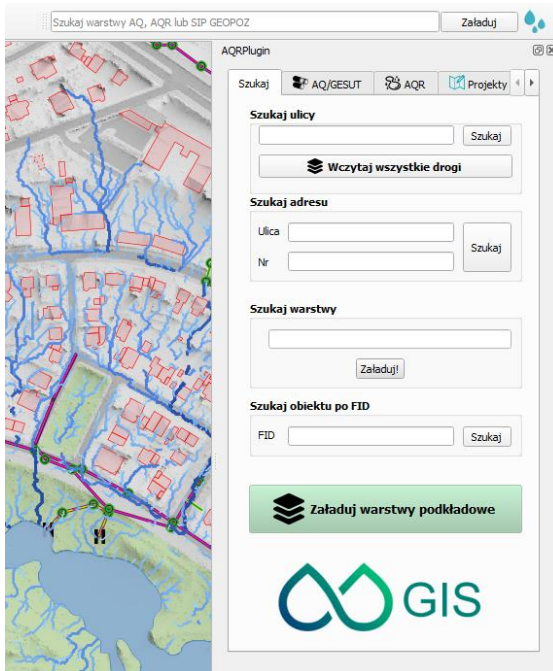 Szukaj warstwy AQ, AQR lub SIP GEOPOZ
Załaduj
AQRPlugin
Szukaj
AQ/GESUT
AQR
Projekty
Szukaj ulicy
Szukaj
Wczytaj wszystkie drogi
Szukaj adresu
Ulica
Nr
Szukaj
Szukaj warstwy
Załaduj!
Szukaj obiektu po FID
FID
Szukaj
Załaduj warstwy podkładowe
GIS